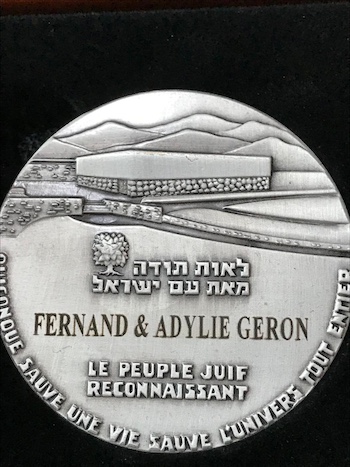 לאות תודה
מאת עם ישראל
FERNAND & ADYLIE GERON
LE PEUPLE JUIF
RECONNAISSANT
QUICONQUE SAUVE UNE VIE SAUVE L'UNIVERS TOUT ENTIER